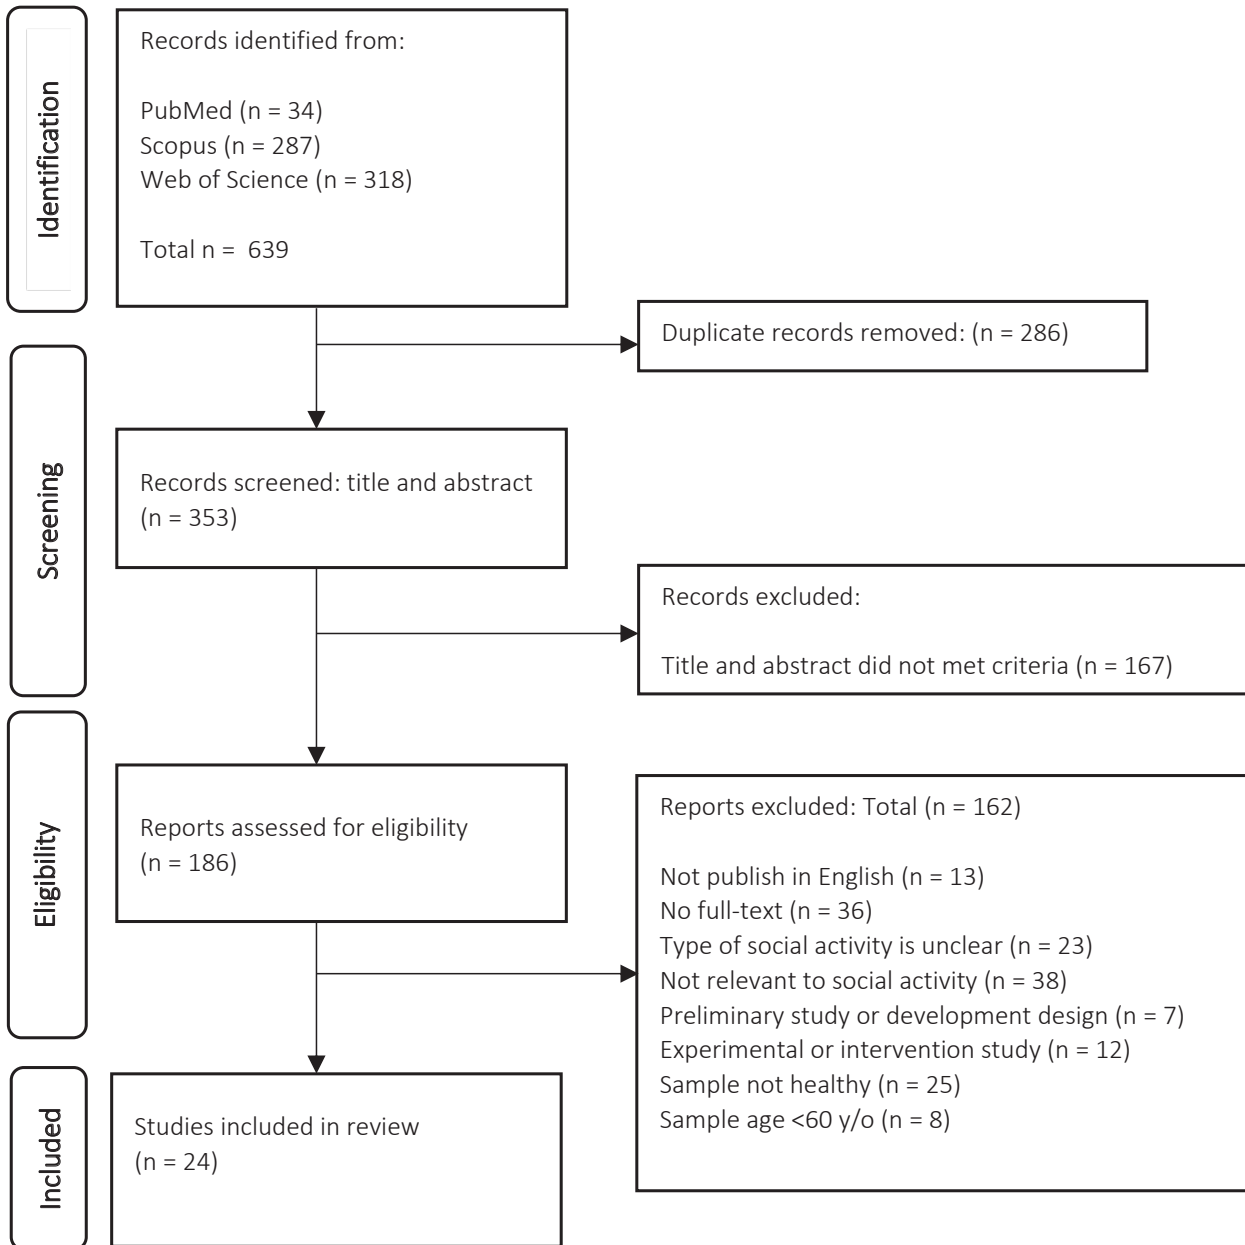 Identification
Records identified from:
PubMed (n = 34)
Scopus (n = 287)
Web of Science (n = 318)
Total n =  639
Duplicate records removed: (n = 286)
Screening
Records screened: title and abstract
(n = 353)
Records excluded:
Title and abstract did not met criteria (n = 167)
Eligibility
Reports assessed for eligibility
(n = 186)
Reports excluded: Total (n = 162)
Not publish in English (n = 13)
No full-text (n = 36)
Type of social activity is unclear (n = 23)
Not relevant to social activity (n = 38)
Preliminary study or development design (n = 7)
Experimental or intervention study (n = 12)
Sample not healthy (n = 25)
Sample age <60 y/o (n = 8)
Included
Studies included in review
(n = 24)